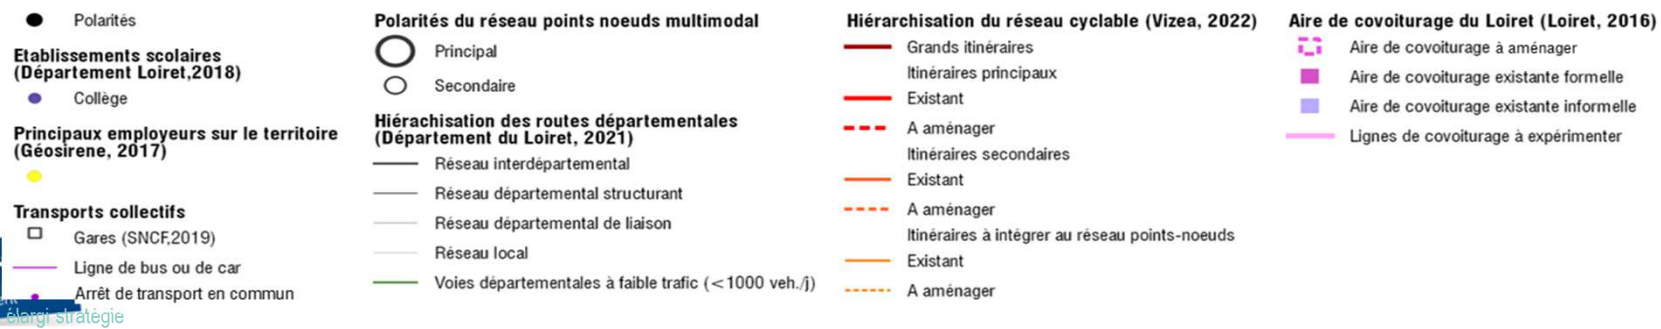 Polarités
Etablissements scolaires
(Département Loiret,2018)
Collège
Principaux employeurs sur le territoire
(Géosirene, 2017)
Transports collectifs
Gares (SNCF,2019)
Ligne de bus ou de car
Arrêt de transport en commun
élargi stratégie
Polarités du réseau points noeuds multimodal
Principal
Secondaire
Hiérachisation des routes départementales
(Département du Loiret, 2021)
Réseau interdépartemental
Réseau départemental structurant
Réseau départemental de liaison
Réseau local
Voies départementales à faible trafic (<1000 veh./j)
Hiérarchisation du réseau cyclable (Vizea, 2022)
Grands itinéraires
Itinéraires principaux
Existant
A aménager
Itinéraires secondaires
Existant
A aménager
Itinéraires à intégrer au réseau points-noeuds
Existant
A aménager
Aire de covoiturage du Loiret (Loiret, 2016)
Aire de covoiturage à aménager
Aire de covoiturage existante formelle
Aire de covoiturage existante informelle
Lignes de covoiturage à expérimenter